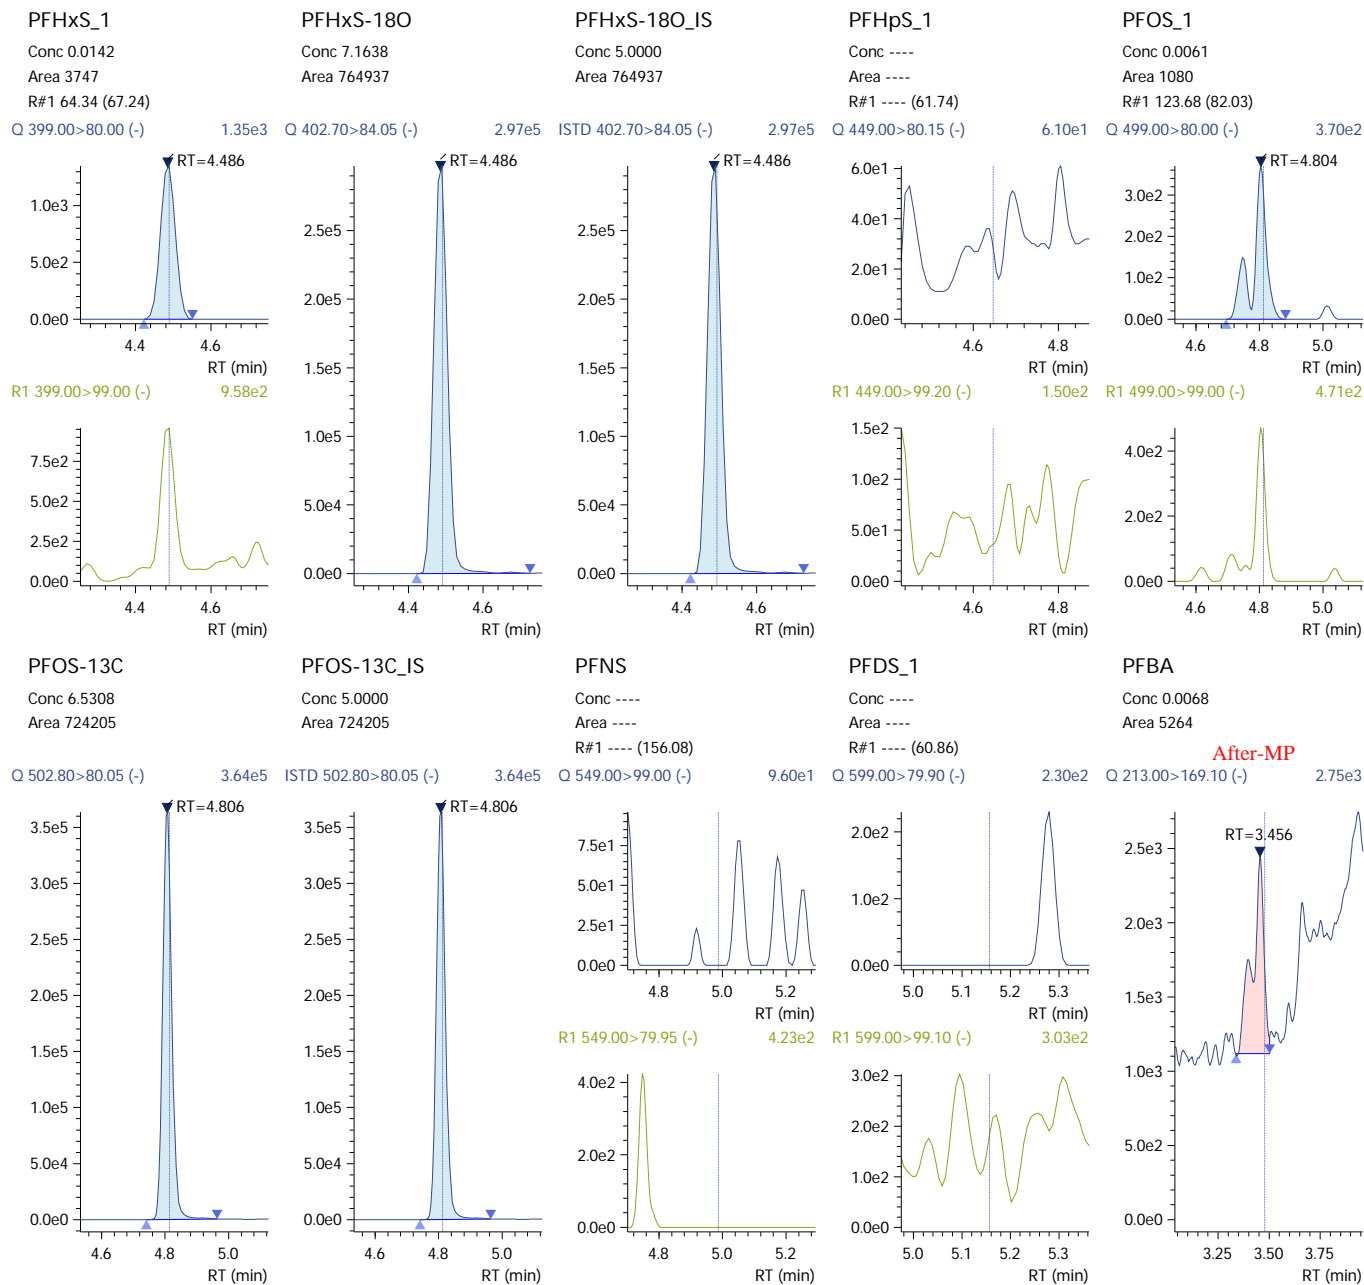 PFHxS_1
Conc 0.0142
Area 3747
R#1 64.34 (67.24)
Q 399.00>80.00 (-) 1.35e3
RT=4.486
1.0e3
5.0e2
0.0e0
4.4 4.6
RT (min)
R1 399.00>99.00 (-) 9.58e2
7.5e2
5.0e2
2.5e2
0.0e0
4.4 4.6
RT (min)
PFHxS-18O
Conc 7.1638
Area 764937
Q 402.70>84.05 (-) 2.97e5
RT=4.486
2.5e5
2.0e5
1.5e5
1.0e5
5.0e4
0.0e0
4.4 4.6
RT (min)
PFHxS-18O_IS
Conc 5.0000
Area 764937
ISTD 402.70>84.05 (-) 2.97e5
RT=4.486
2.5e5
2.0e5
1.5e5
1.0e5
5.0e4
0.0e0
4.4 4.6
RT (min)
PFHpS_1
Conc ----
Area ----
R#1 ---- (61.74)
Q 449.00>80.15 (-) 6.10e1
6.0e1
4.0e1
2.0e1
0.0e0
4.6 4.8
RT (min)
R1 449.00>99.20 (-) 1.50e2
1.5e2
1.0e2
5.0e1
0.0e0
4.6 4.8
RT (min)
PFOS_1
Conc 0.0061
Area 1080
R#1 123.68 (82.03)
Q 499.00>80.00 (-) 3.70e2
RT=4.804
3.0e2
2.0e2
1.0e2
0.0e0
4.6 4.8 5.0
RT (min)
R1 499.00>99.00 (-) 4.71e2
4.0e2
2.0e2
0.0e0
4.6 4.8 5.0
RT (min)
PFOS-13C
Conc 6.5308
Area 724205
Q 502.80>80.05 (-) 3.64e5
RT=4.806
3.5e5
3.0e5
2.5e5
2.0e5
1.5e5
1.0e5
5.0e4
0.0e0
4.6 4.8 5.0
RT (min)
PFOS-13C_IS
Conc 5.0000
Area 724205
ISTD 502.80>80.05 (-) 3.64e5
RT=4.806
3.5e5
3.0e5
2.5e5
2.0e5
1.5e5
1.0e5
5.0e4
0.0e0
4.6 4.8 5.0
RT (min)
PFNS
Conc ----
Area ----
R#1 ---- (156.08)
Q 549.00>99.00 (-) 9.60e1
7.5e1
5.0e1
2.5e1
0.0e0
4.8 5.0 5.2
RT (min)
R1 549.00>79.95 (-) 4.23e2
4.0e2
2.0e2
0.0e0
4.8 5.0 5.2
RT (min)
PFDS_1
Conc ----
Area ----
R#1 ---- (60.86)
Q 599.00>79.90 (-) 2.30e2
2.0e2
1.0e2
0.0e0
5.0 5.1 5.2 5.3
RT (min)
R1 599.00>99.10 (-) 3.03e2
3.0e2
2.0e2
1.0e2
0.0e0
5.0 5.1 5.2 5.3
RT (min)
PFBA
Conc 0.0068
Area 5264
After-MP
Q 213.00>169.10 (-) 2.75e3
RT=3.456
2.5e3
2.0e3
1.5e3
1.0e3
5.0e2
0.0e0
3.25 3.50 3.75
RT (min)